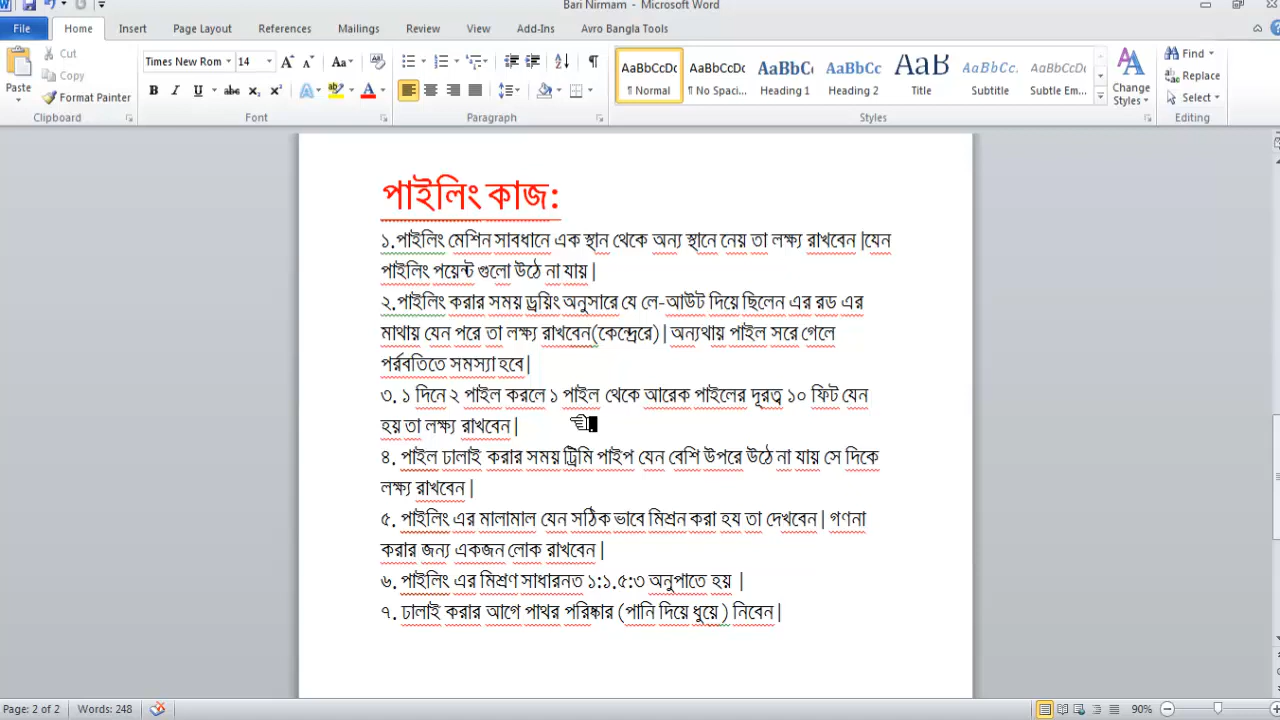 Bari Nirmam - Microsoft Word
File Home Insert Page Layout References Mailings Review View Add-Ins Avro Bangla Tools
Cut
Copy
Paste
Format Painter
Clipboard
Times New Rom 14
Font
Paragraph
AaBbCcDc AaBbCcDc AaBbC AaBbCc AaB AaBbCc. AaBbCcDc
¶ Normal ¶ No Spaci... Heading 1 Heading 2 Title Subtitle Subtle Em...
Styles
Change Styles
Find
Replace
Select
Editing
পাইলিং কাজ:
১.পাইলিং মেশিন সাবধানে এক স্থান থেকে অন্য স্থানে নেয় তা লক্ষ্য রাখবেন |যেন
পাইলিং পয়েন্ট গুলো উঠে না যায় |
২.পাইলিং করার সময় ড্রয়িং অনুসারে যে লে-আউট দিয়ে ছিলেন এর রড এর
মাথায় যেন পরে তা লক্ষ্য রাখবেন(কেন্দ্রেরে)| অন্যথায় পাইল সরে গেলে
পর্রবতিতে সমস্যা হবে|
৩. ১ দিনে ২ পাইল করলে ১ পাইল থেকে আরেক পাইলের দূরত্ব ১০ ফিট যেন
হয় তা লক্ষ্য রাখবেন |
৪. পাইল ঢালাই করার সময় ট্রিমি পাইপ যেন বেশি উপরে উঠে না যায় সে দিকে
লক্ষ্য রাখবেন |
৫. পাইলিং এর মালামাল যেন সঠিক ভাবে মিশ্রন করা হয তা দেখবেন | গণনা
করার জন্য একজন লোক রাখবেন |
৬. পাইলিং এর মিশ্রণ সাধারনত ১:১.৫:৩ অনুপাতে হয় |
৭. ঢালাই করার আগে পাথর পরিষ্কার (পানি দিয়ে ধুয়ে ) নিবেন |
Page: 2 of 2 Words: 248 90%